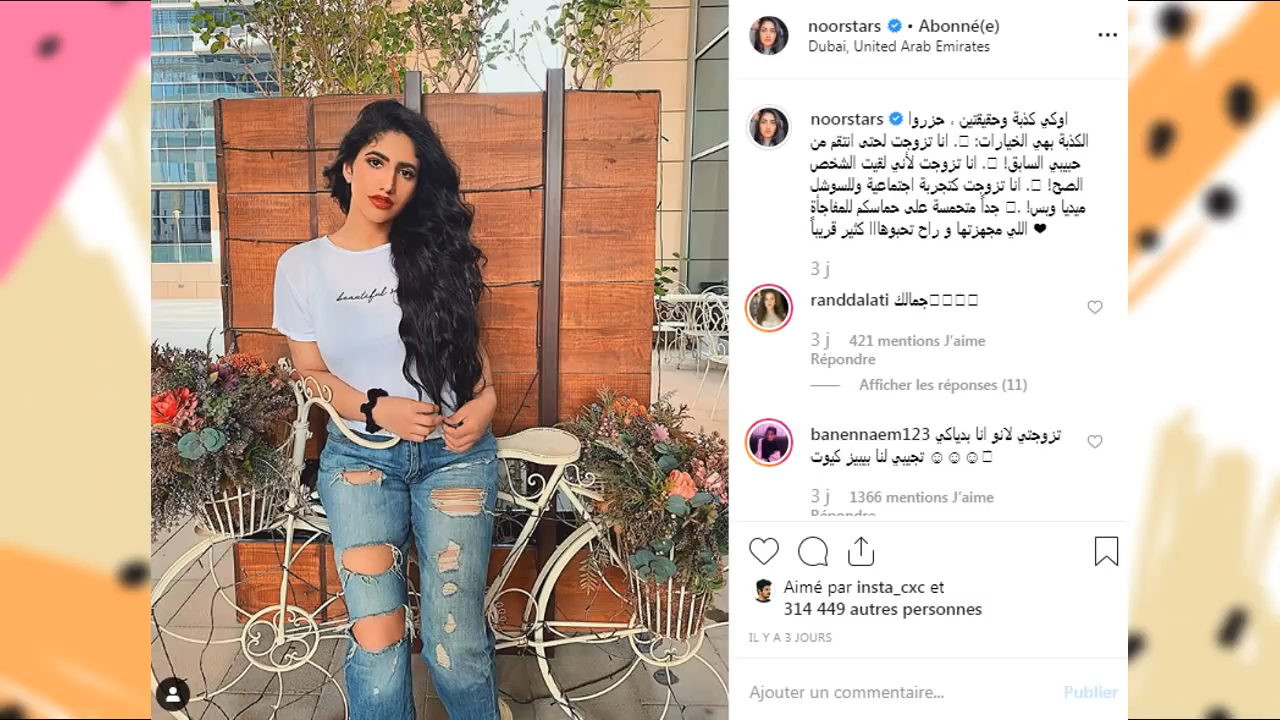 beautiful
noorstars • Abonné(e)
Dubai, United Arab Emirates
noorstars اوكي كذبة وحقيقتين ، حزروا
الكذبة بهي الخيارات: . انا تزوجت لحتى انتقم من
حبيبي السابق! . انا تزوجت لأني لقيت الشخص
الصح! . انا تزوجت كتجربة اجتماعية وللسوشل
ميديا وبس! . جداً متحمسة على حماسكم للمفاجأة
اللي مجهزتها و راح تحبوهااا كثير قريباً ❤
3 j
randdalati جمالك
3 j 421 mentions J’aime
Répondre
Afficher les réponses (11)
banennaem123 تزوجتي لانو انا بدياكي
تجيبي لنا بيبيز كيوت ☺☺☺
3 j 1366 mentions J’aime
Répondre
Aimé par insta_cxc et
314 449 autres personnes
IL Y A 3 JOURS
Ajouter un commentaire... Publier